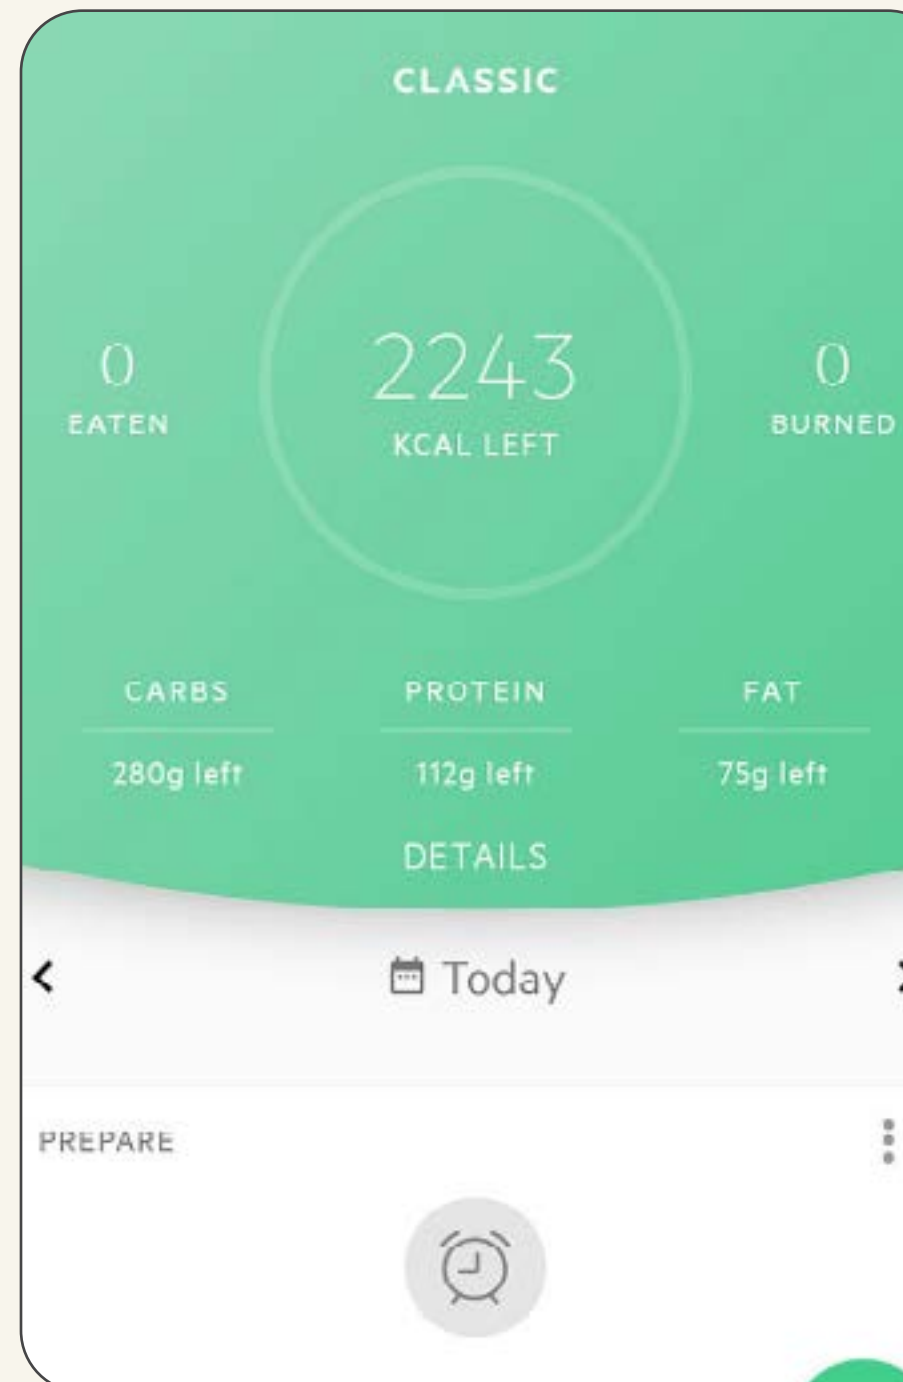 CLASSIC
2243
KCAL LEFT
0
EATEN
0
BURNED
CARBS
280g left
PROTEIN
112g left
FAT
75g left
DETAILS
Today
PREPARE